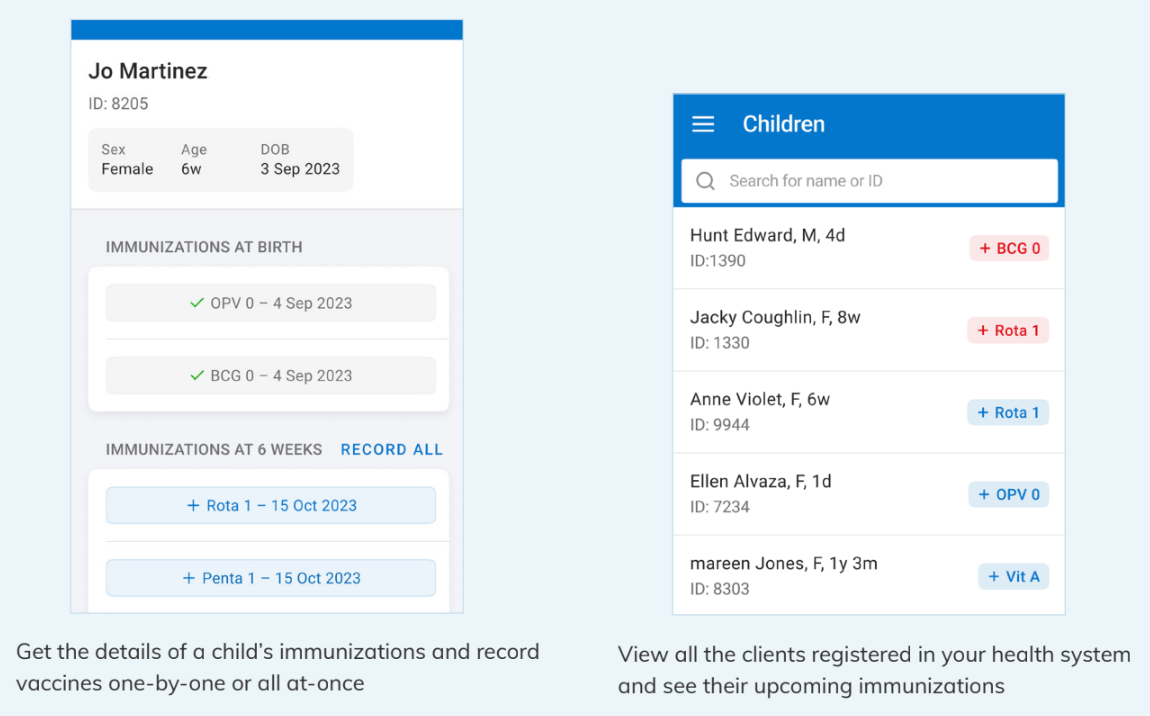 Jo Martinez
ID: 8205
Sex Age DOB
Female 6w 3 Sep 2023
IMMUNIZATIONS AT BIRTH
OPV 0 – 4 Sep 2023
BCG 0 – 4 Sep 2023
IMMUNIZATIONS AT 6 WEEKS RECORD ALL
+ Rota 1 – 15 Oct 2023
+ Penta 1 – 15 Oct 2023
Get the details of a child’s immunizations and record
vaccines one-by-one or all at-once
Children
Search for name or ID
Hunt Edward, M, 4d
ID:1390
+ BCG 0
Jacky Coughlin, F, 8w
ID: 1330
+ Rota 1
Anne Violet, F, 6w
ID: 9944
+ Rota 1
Ellen Alvaza, F, 1d
ID: 7234
+ OPV 0
mareen Jones, F, 1y 3m
ID: 8303
+ Vit A
View all the clients registered in your health system
and see their upcoming immunizations